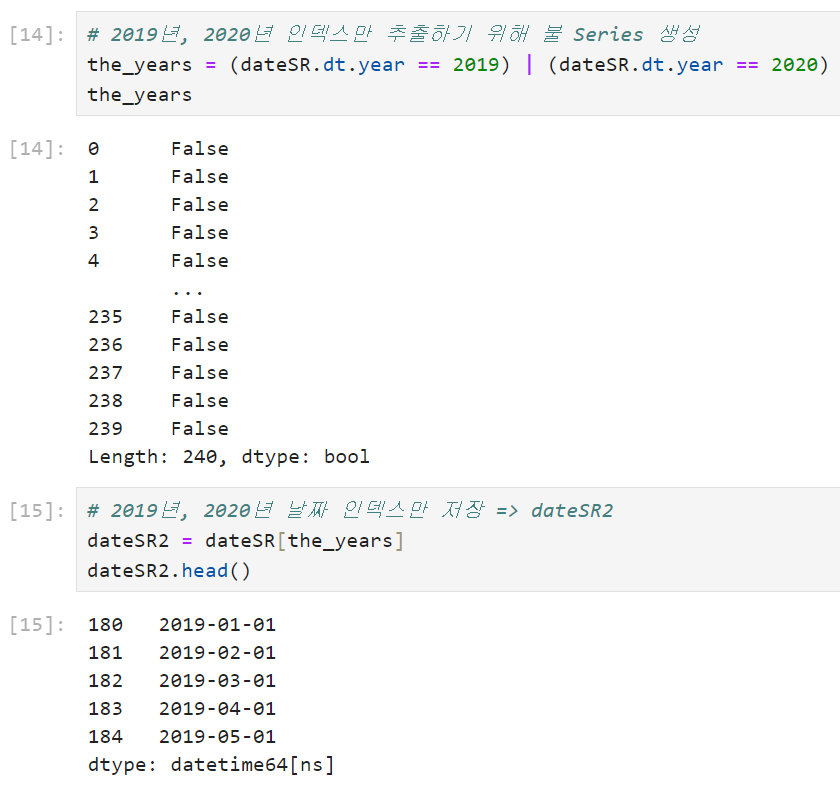 [14]: # 2019년, 2020년 인덱스만 추출하기 위해 불 Series 생성
the_years = (dateSR.dt.year == 2019) | (dateSR.dt.year == 2020)
the_years
[14]: 0 False
1 False
2 False
3 False
4 False
...
235 False
236 False
237 False
238 False
239 False
Length: 240, dtype: bool
[15]: # 2019년, 2020년 날짜 인덱스만 저장 => dateSR2
dateSR2 = dateSR[the_years]
dateSR2.head()
[15]: 180 2019-01-01
181 2019-02-01
182 2019-03-01
183 2019-04-01
184 2019-05-01
dtype: datetime64[ns]